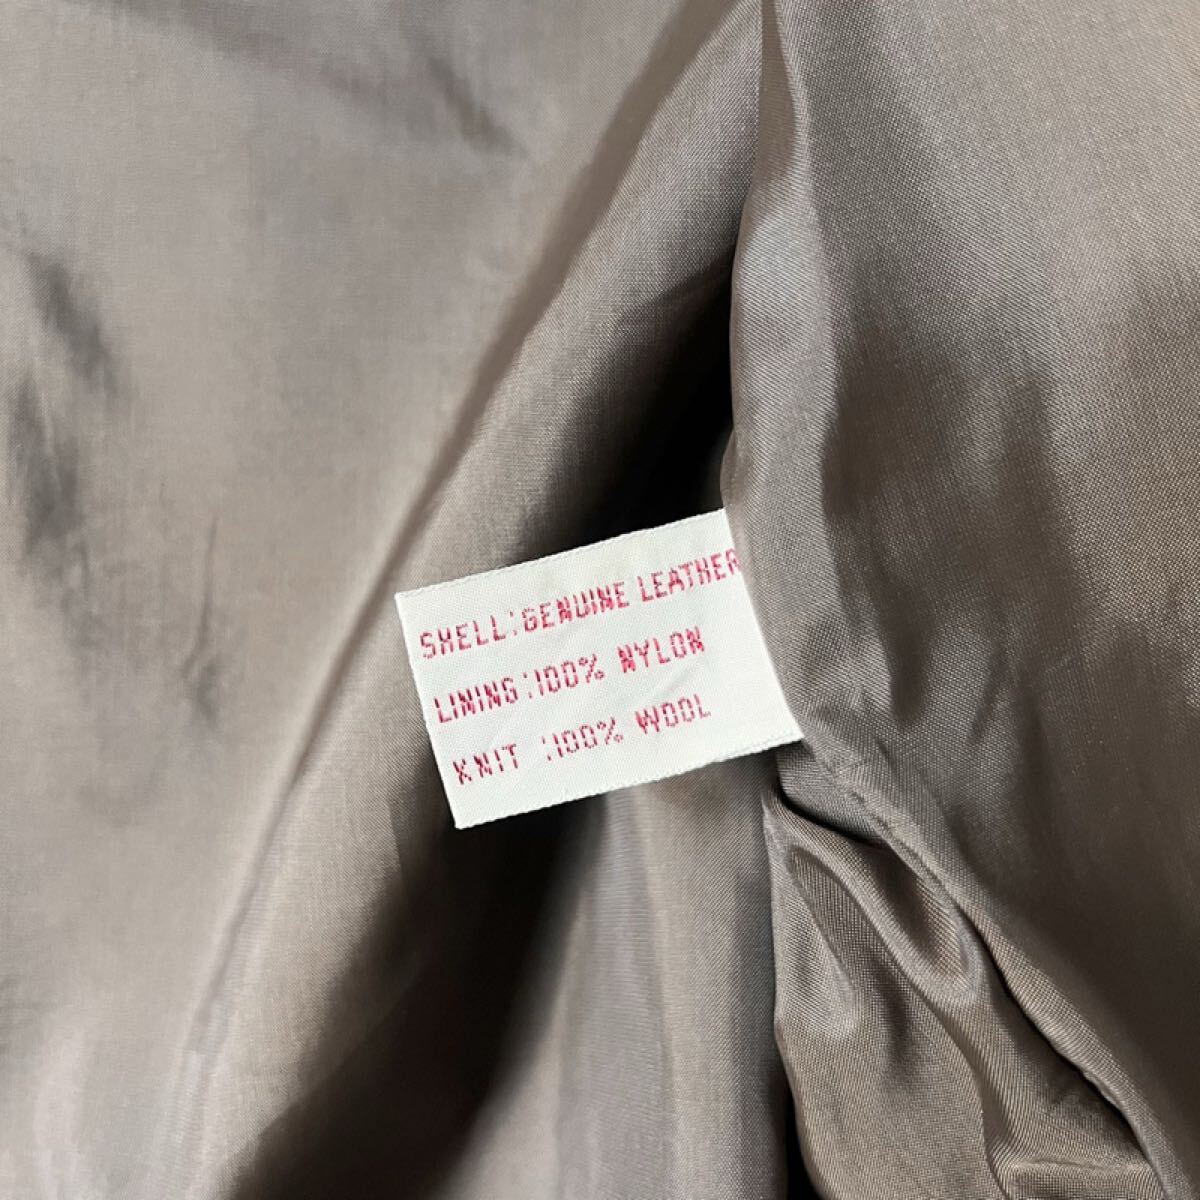 SHELL:GENUINE LEATHER
LINING:100% NYLON
KNIT :100% WOOL